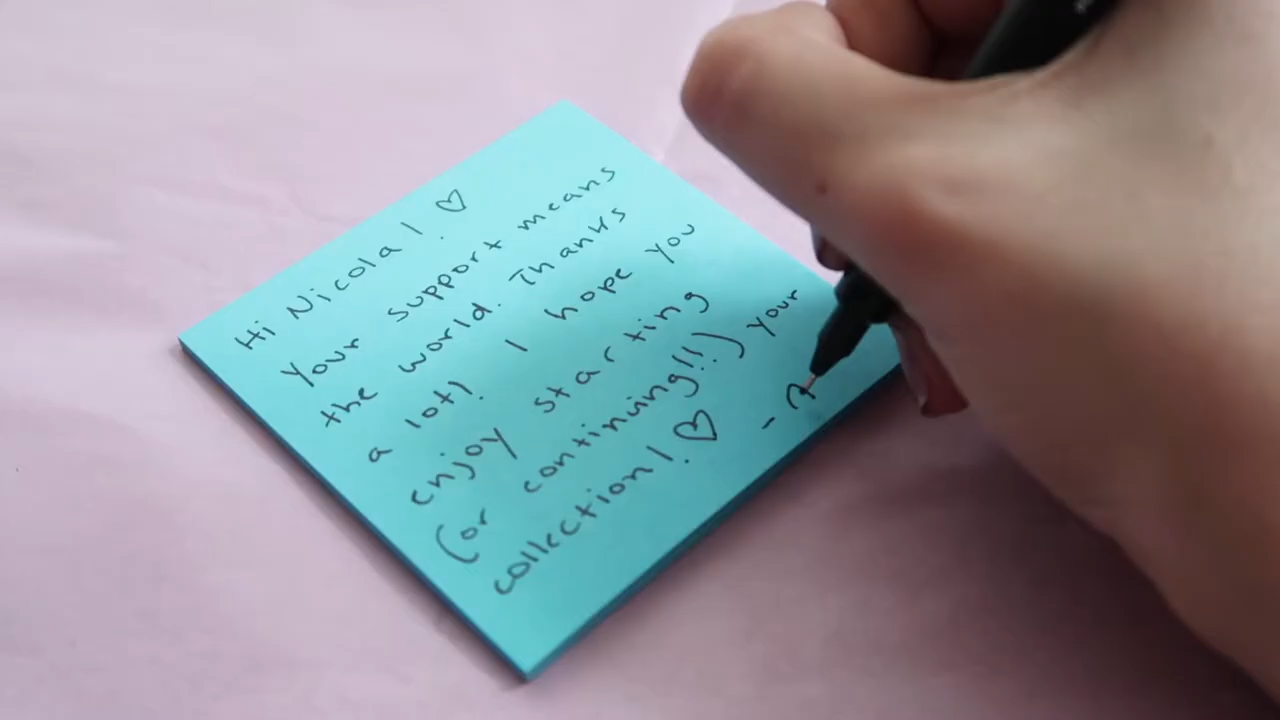 Hi Nicola! ♡
Your support means
the world. Thanks
a lot! I hope you
enjoy starting
(or continuing!!) your
collection! ♡
-